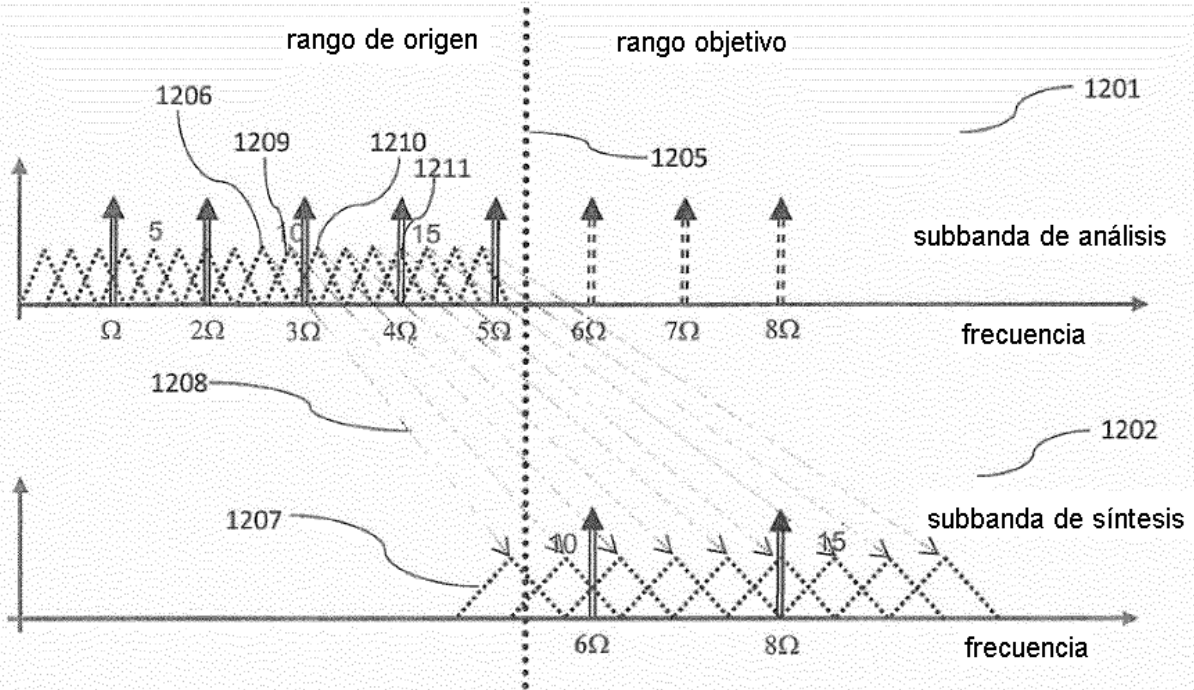 rango de origen
rango objetivo
1206
1201
1209
1210
1205
1211
5
10
15
subbanda de análisis
Ω 2Ω 3Ω 4Ω 5Ω 6Ω 7Ω 8Ω
frecuencia
1208
1202
1207
subbanda de síntesis
10
15
6Ω 8Ω
frecuencia